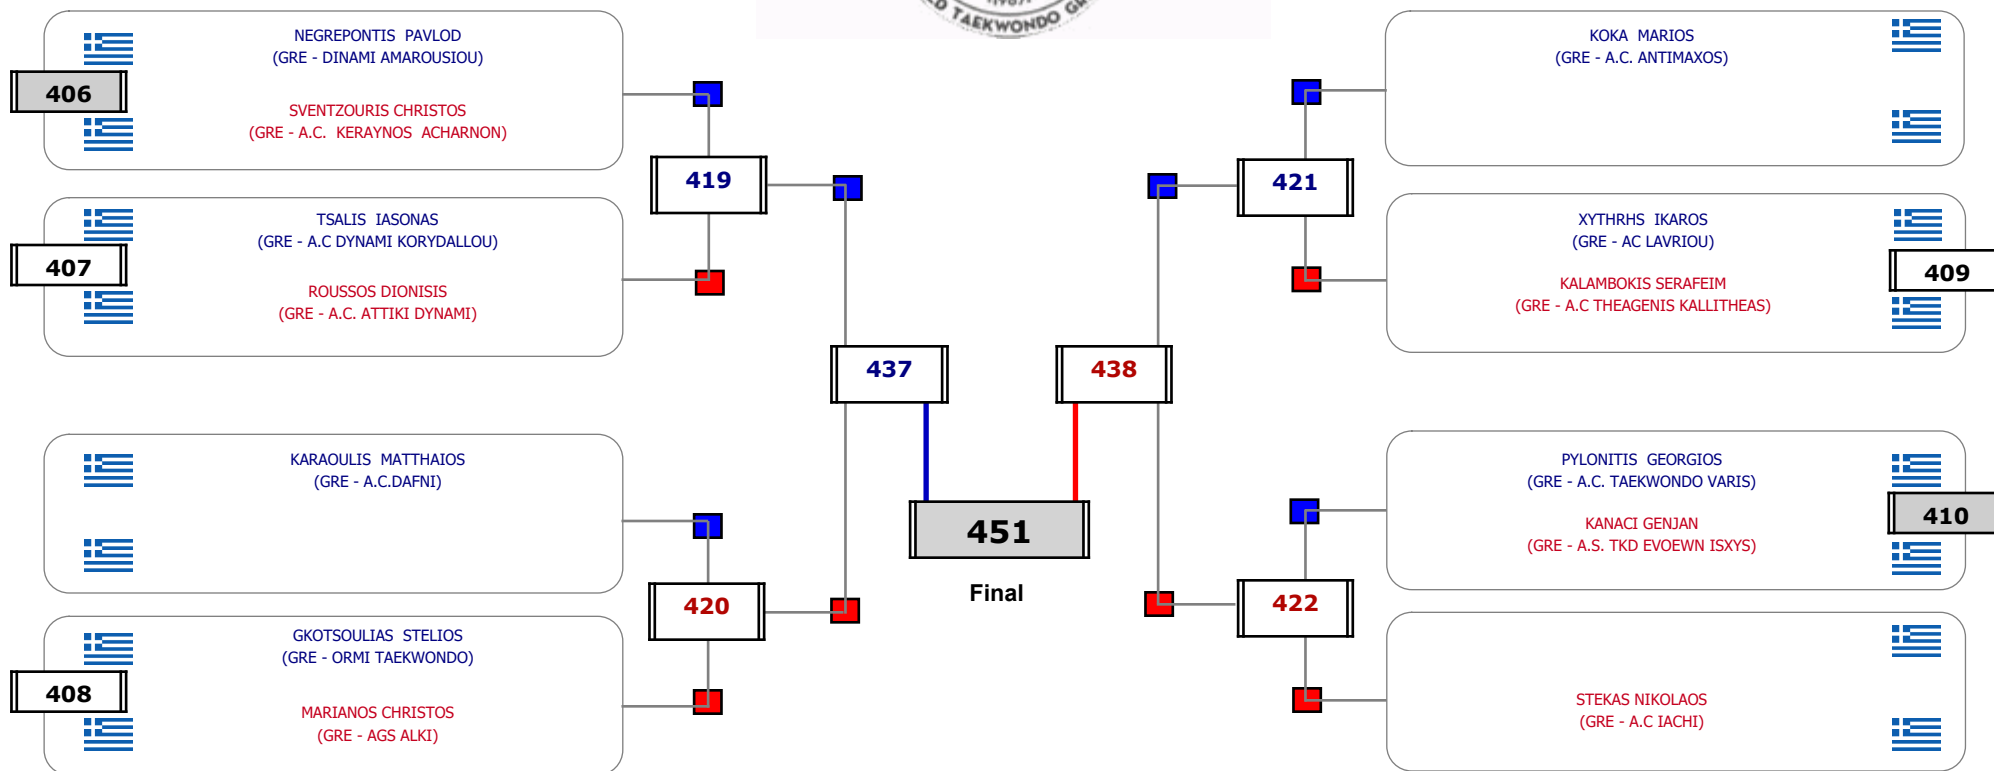 TAEKWONDO
NEGREPONTIS PAVLOD
(GRE - DINAMI AMAROUSIOU)
406
SVENTZOURIS CHRISTOS
(GRE - A.C. KERAYNOS ACHARNON)
419
TSALIS IASONAS
(GRE - A.C DYNAMI KORYDALLOU)
407
ROUSSOS DIONISIS
(GRE - A.C. ATTIKI DYNAMI)
437
KARAOULIS MATTHAIOS
(GRE - A.C.DAFNI)
420
GKOTSOULIAS STELIOS
(GRE - ORMI TAEKWONDO)
408
MARIANOS CHRISTOS
(GRE - AGS ALKI)
451
Final
KOKA MARIOS
(GRE - A.C. ANTIMAXOS)
421
XYTHRHS IKAROS
(GRE - AC LAVRIOU)
409
KALAMBOKIS SERAFEIM
(GRE - A.C THEAGENIS KALLITHEAS)
438
PYLONITIS GEORGIOS
(GRE - A.C. TAEKWONDO VARIS)
410
KANACI GENJAN
(GRE - A.S. TKD EVOEWN ISXYS)
422
STEKAS NIKOLAOS
(GRE - A.C IACHI)